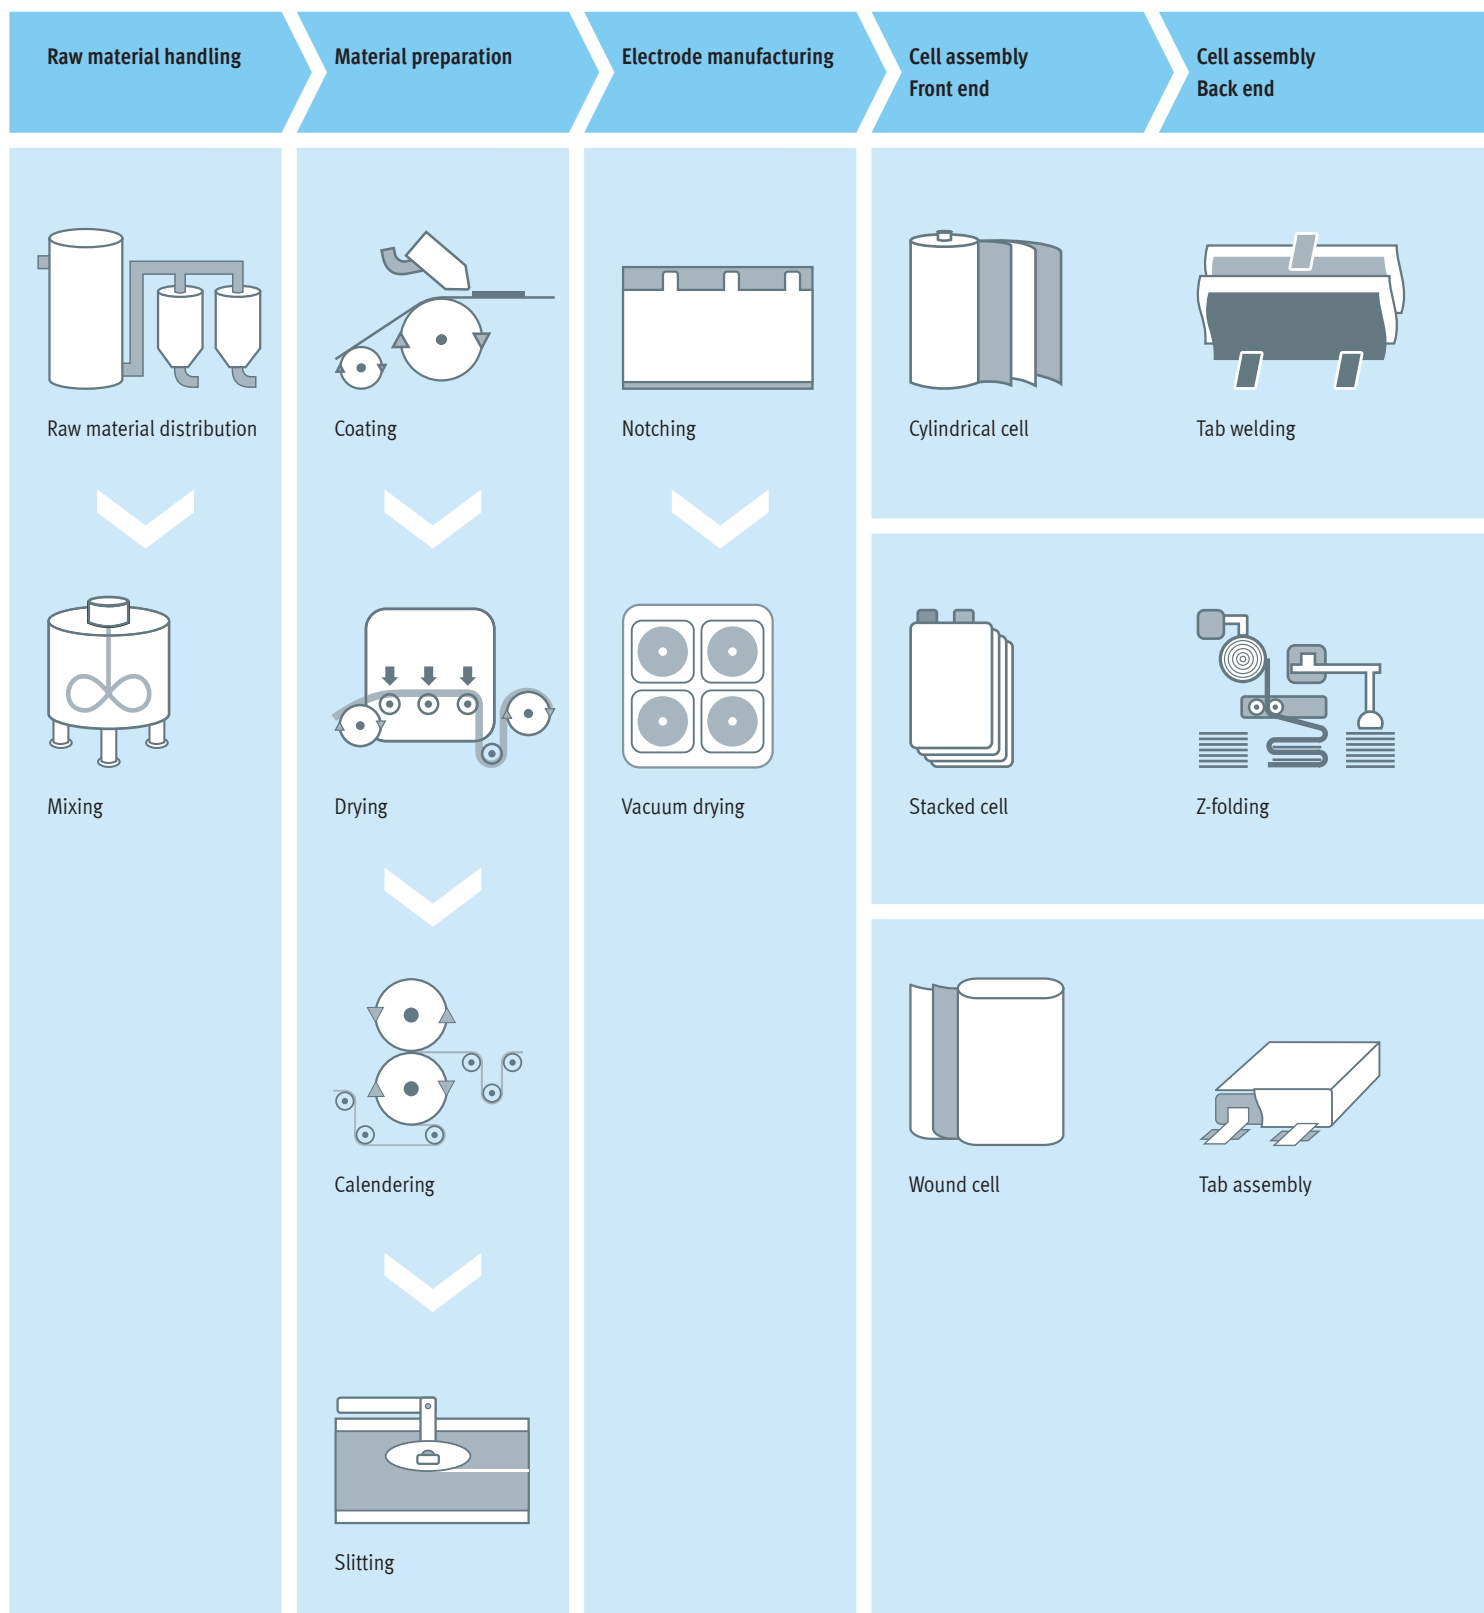 Raw material handling
Material preparation
Electrode manufacturing
Cell assembly
Front end
Cell assembly
Back end
Raw material distribution
Coating
Notching
Cylindrical cell
Tab welding
Mixing
Drying
Vacuum drying
Stacked cell
Z-folding
Calendering
Wound cell
Tab assembly
Slitting